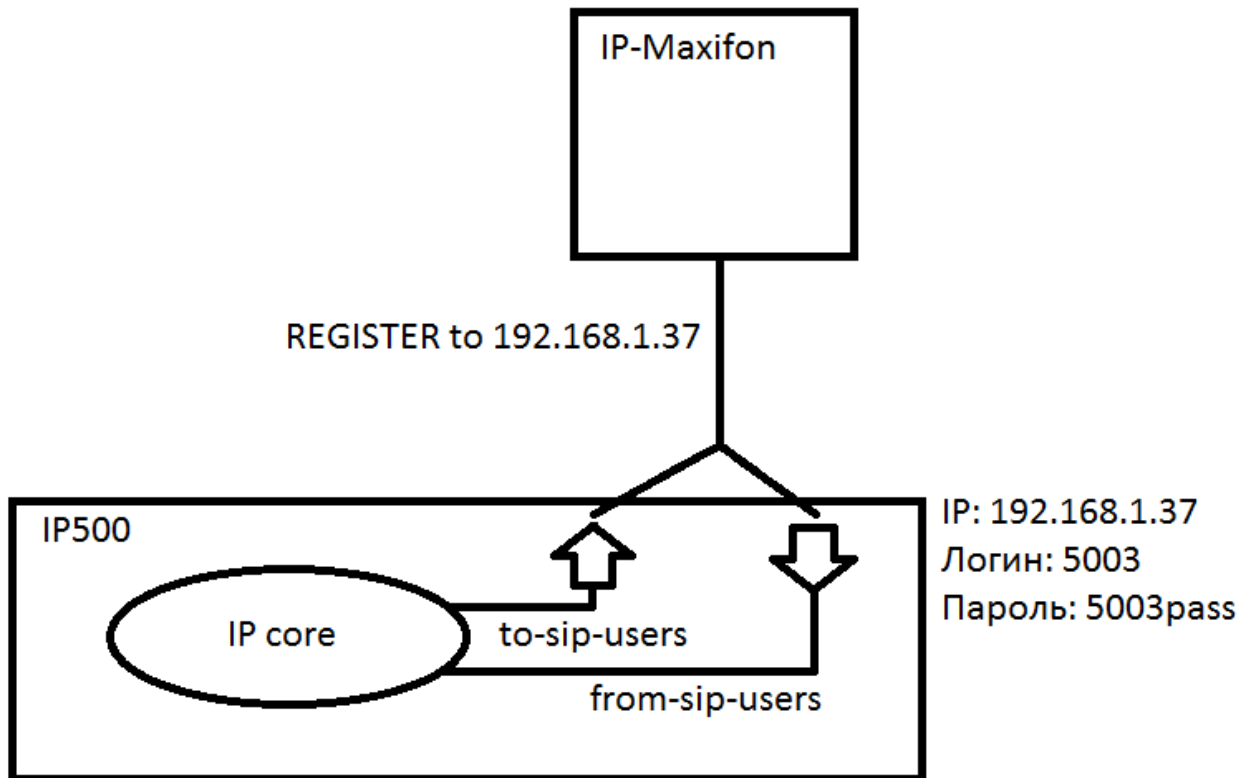 IP-Maxifon
REGISTER to 192.168.1.37
IP500
IP: 192.168.1.37
Логин: 5003
Пароль: 5003pass
IP core
to-sip-users
from-sip-users